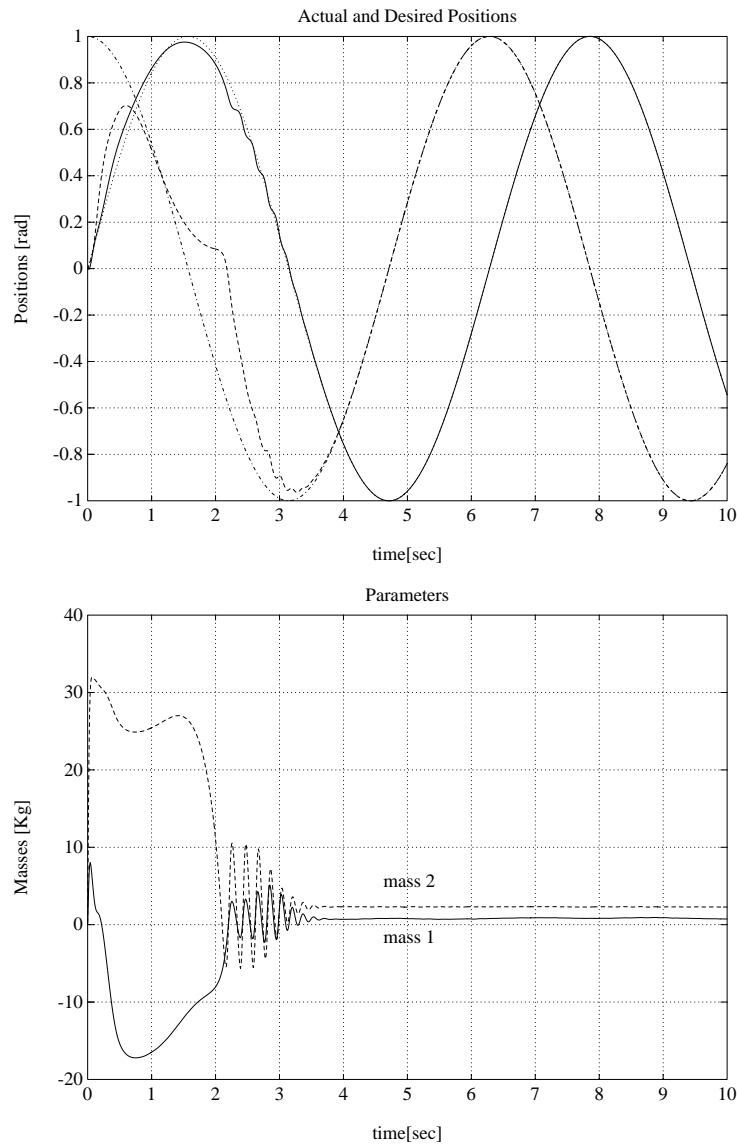 Actual and Desired Positions
1
0.8
0.6
0.4
0.2
0
-0.2
-0.4
-0.6
-0.8
-1
Positions [rad]
0 1 2 3 4 5 6 7 8 9 10
time[sec]
Parameters
40
30
20
10
0
-10
-20
Masses [Kg]
mass 2
mass 1
0 1 2 3 4 5 6 7 8 9 10
time[sec]